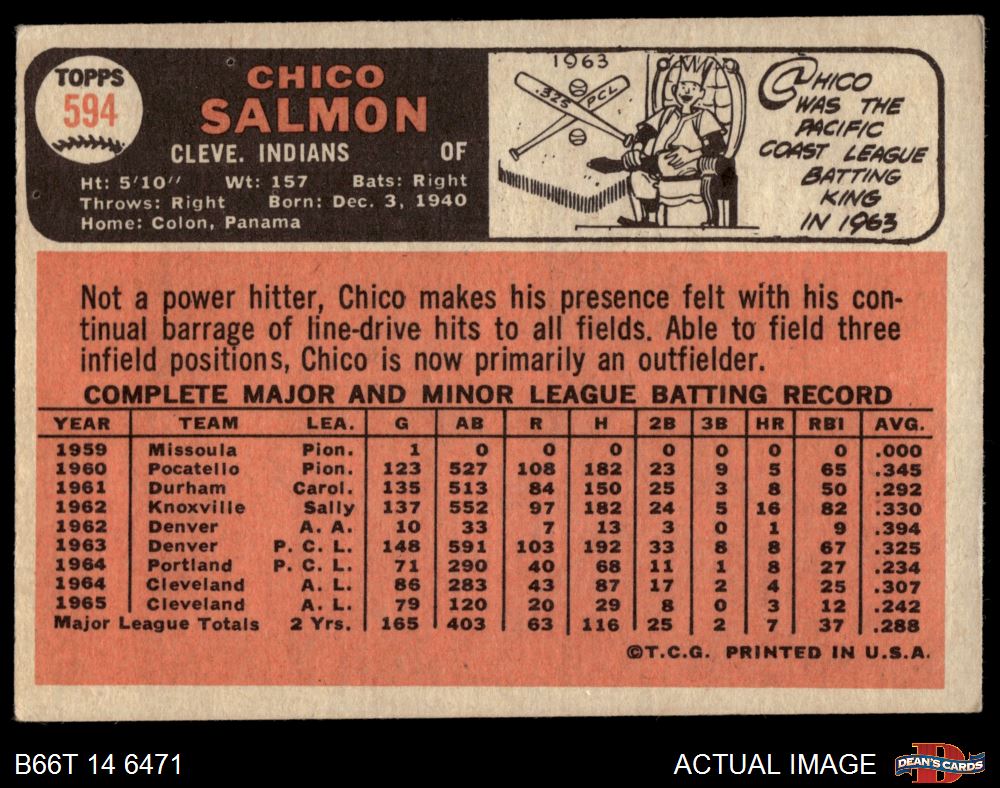 TOPPS
594
CHICO
SALMON
CLEVE. INDIANS OF
Ht: 5'10" Wt: 157 Bats: Right
Throws: Right Born: Dec. 3, 1940
Home: Colon, Panama
1963
.325 PCL
CHICO
WAS THE
PACIFIC
COAST LEAGUE
BATTING
KING
IN 1963
Not a power hitter, Chico makes his presence felt with his con-
tinual barrage of line-drive hits to all fields. Able to field three
infield positions, Chico is now primarily an outfielder.
COMPLETE MAJOR AND MINOR LEAGUE BATTING RECORD
YEAR TEAM LEA. G AB R H 2B 3B HR RBI AVG.
1959 Missoula Pion. 1 0 0 0 0 0 0 0 .000
1960 Pocatello Pion. 123 527 108 182 23 9 5 65 .345
1961 Durham Carol. 135 513 84 150 25 3 8 50 .292
1962 Knoxville Sally 137 552 97 182 24 5 16 82 .330
1962 Denver A. A. 10 33 7 13 3 0 1 9 .394
1963 Denver P. C. L. 148 591 103 192 33 8 8 67 .325
1964 Portland P. C. L. 71 290 40 68 11 1 8 27 .234
1964 Cleveland A. L. 86 283 43 87 17 2 4 25 .307
1965 Cleveland A. L. 79 120 20 29 8 0 3 12 .242
Major League Totals 2 Yrs. 165 403 63 116 25 2 7 37 .288
©T.C.G. PRINTED IN U.S.A.
B66T 14 6471 ACTUAL IMAGE DEAN'S CARDS